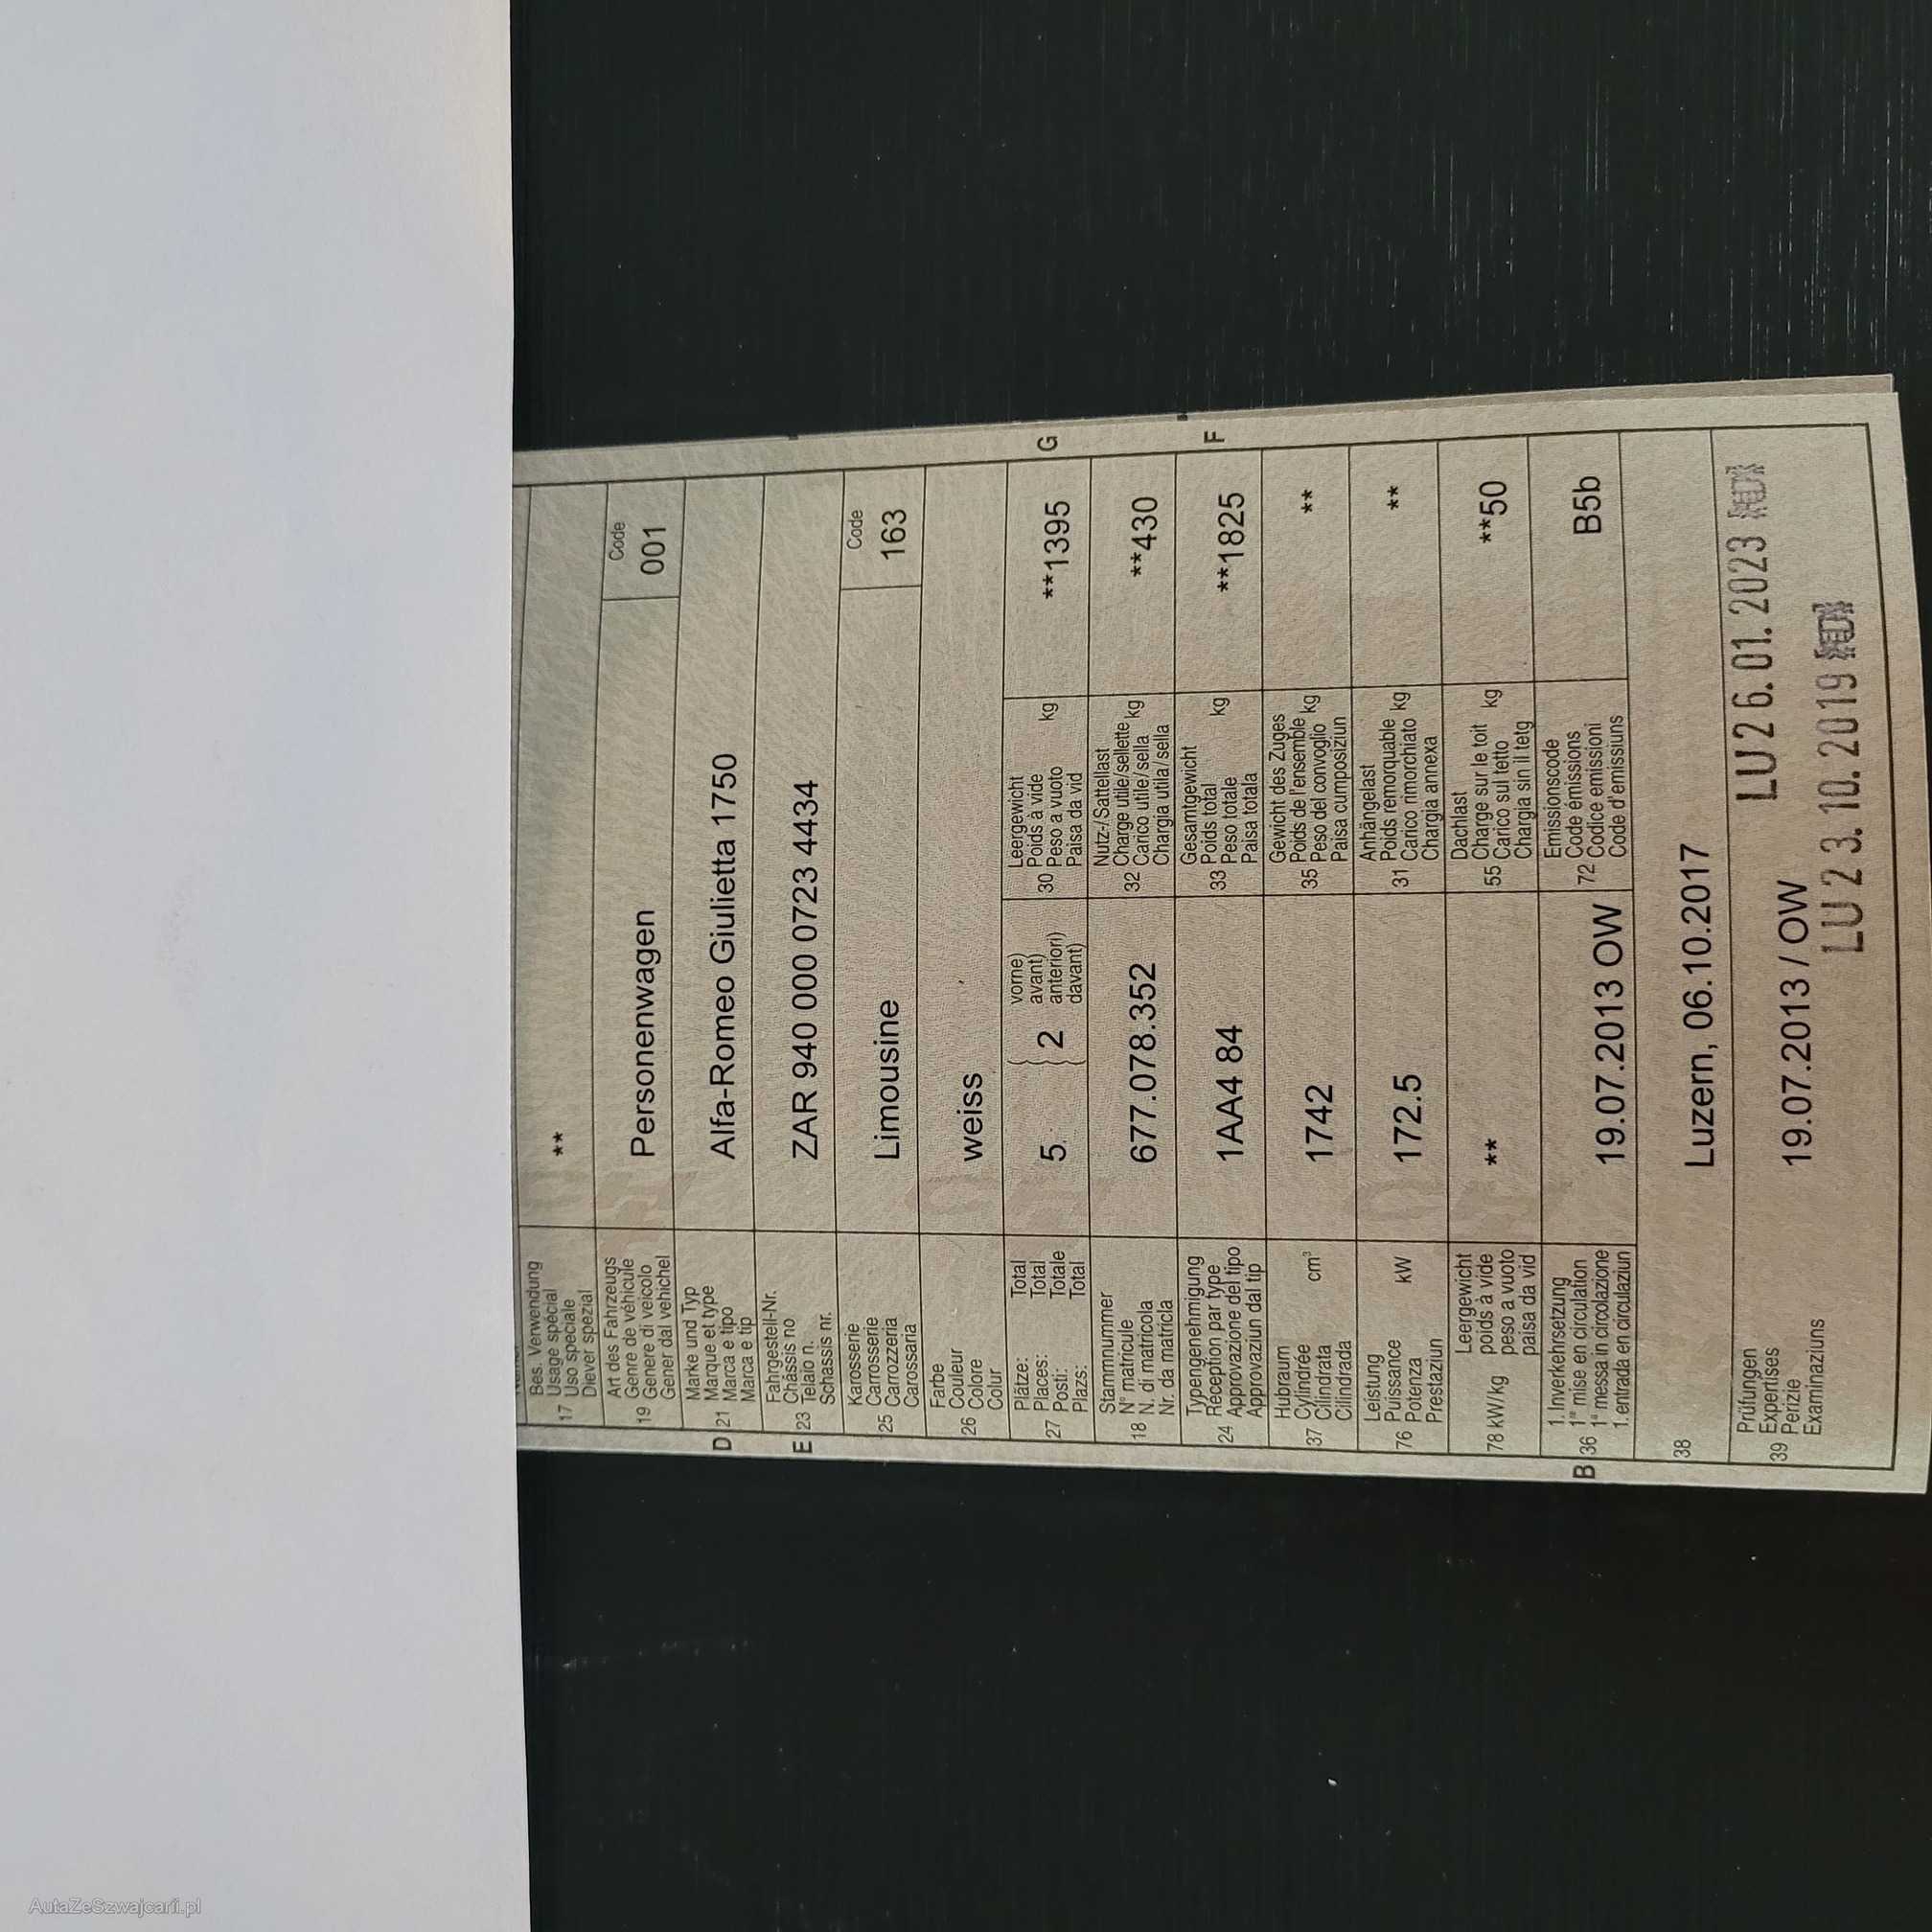 Bes. Verwendung
17 Usage spécial
Uso speciale
Diever spezial
**
Art des Fahrzeugs
19 Genre de véhicule
Genere di veicolo
Gener dal vehichel
Personenwagen
Code
001
Marke und Typ
Marque et type
D 21 Marca e tipo
Marca e tip
Alfa-Romeo Giulietta 1750
Fahrgestell-Nr.
Châssis no
E 23 Telaio n.
Schassis nr.
ZAR 940 000 0723 4434
Karosserie
Carrosserie
25 Carrozzeria
Carossaria
Limousine
Code
163
Farbe
Couleur
26 Colore
Colur
weiss
Plätze: Total
Places: Total
27 Posti: Totale
Plazs: Total
5
2
vorne)
avant)
anteriori)
davant)
Leergewicht
Poids à vide
30 Peso a vuoto kg
Paisa da vid
**1395
G
Stammnummer
N° matricule
18 N. di matricola
Nr. da matricla
677.078.352
Nutz-/Sattellast
Charge utile/sellette
32 Carico utile/sella kg
Chargia utila/sella
**430
Typengenehmigung
Réception par type
24 Approvazione del tipo
Approvaziun dal tip
1AA4 84
Gesamtgewicht
Poids total
33 Peso totale kg
Paisa totala
**1825
F
Hubraum
Cylindrée cm³
37 Cilindrata
Cilindrada
1742
Gewicht des Zuges
Poids de l'ensemble
35 Peso del convoglio kg
Paisa cumposiziun
**
Leistung
Puissance kW
76 Potenza
Prestaziun
172.5
Anhängelast
Poids remorquable
31 Carico rimorchiato kg
Chargia annexa
**
Leergewicht
poids à vide
78 kW/kg peso a vuoto
paisa da vid
**
Dachlast
Charge sur le toit
55 Carico sul tetto kg
Chargia sin il tetg
**50
1. Inverkehrsetzung
1re mise en circulation
B 36 1a messa in circolazione
1. entrada en circulaziun
19.07.2013 OW
Emissionscode
Code émissions
72 Codice emissioni
Code d'emissiuns
B5b
38
Luzern, 06.10.2017
Prüfungen
Expertises
39 Perizie
Examinaziuns
LU 26.01.2023
19.07.2013 / OW
LU 23.10.2019
AutaZeSzwajcarii.pl